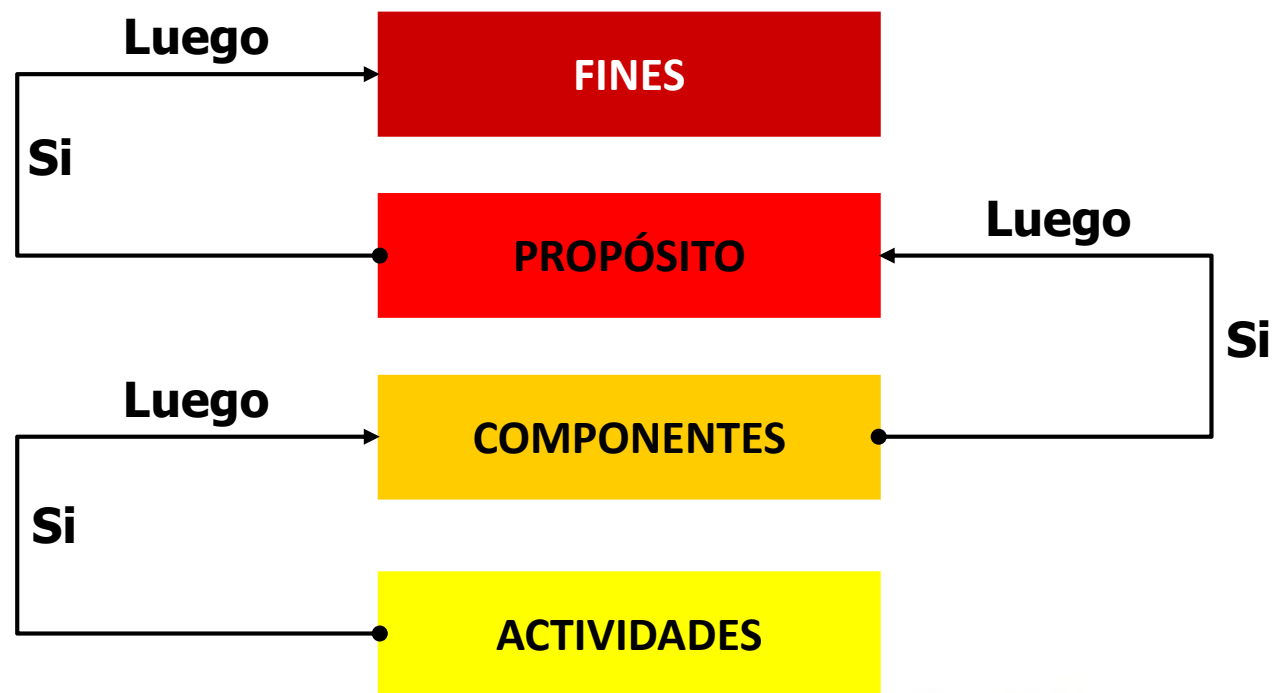 Luego
FINES
Si
PROPÓSITO
Luego
Si
Luego
COMPONENTES
Si
ACTIVIDADES